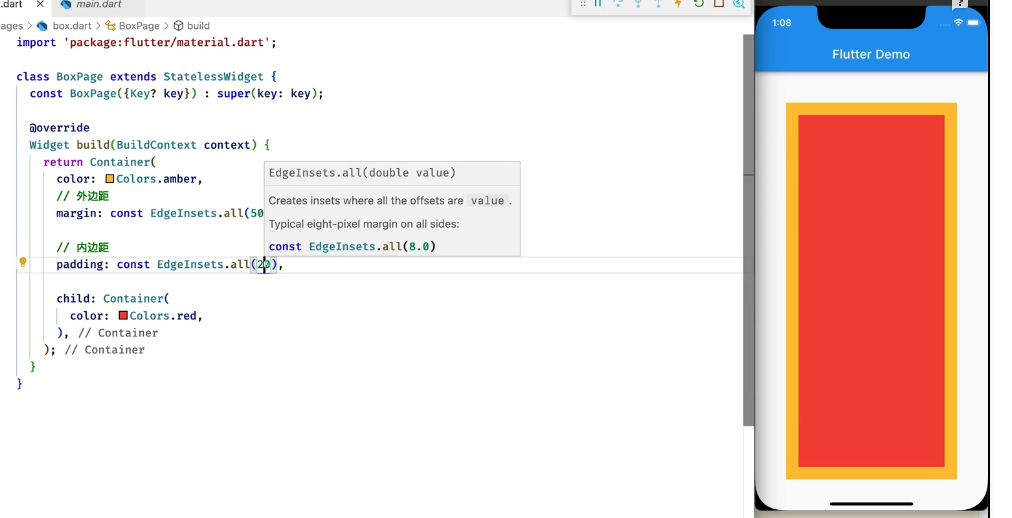 .dart
main.dart
ages > box.dart > BoxPage > build
import 'package:flutter/material.dart';
class BoxPage extends StatelessWidget {
const BoxPage({Key? key}) : super(key: key);
@override
Widget build(BuildContext context) {
return Container(
color: Colors.amber,
// 外边距
margin: const EdgeInsets.all(50
// 内边距
padding: const EdgeInsets.all(20),
child: Container(
color: Colors.red,
), // Container
); // Container
}
}
EdgeInsets.all(double value)
Creates insets where all the offsets are value .
Typical eight-pixel margin on all sides:
const EdgeInsets.all(8.0)
1:08
Flutter Demo